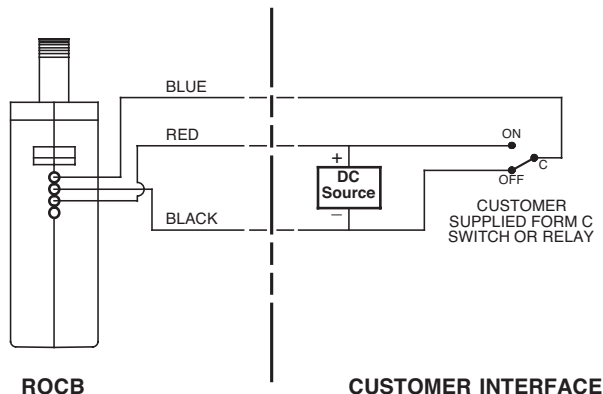 BLUE
RED
ON
+
DC
Source
C
OFF
–
BLACK
CUSTOMER
SUPPLIED FORM C
SWITCH OR RELAY
ROCB
CUSTOMER INTERFACE